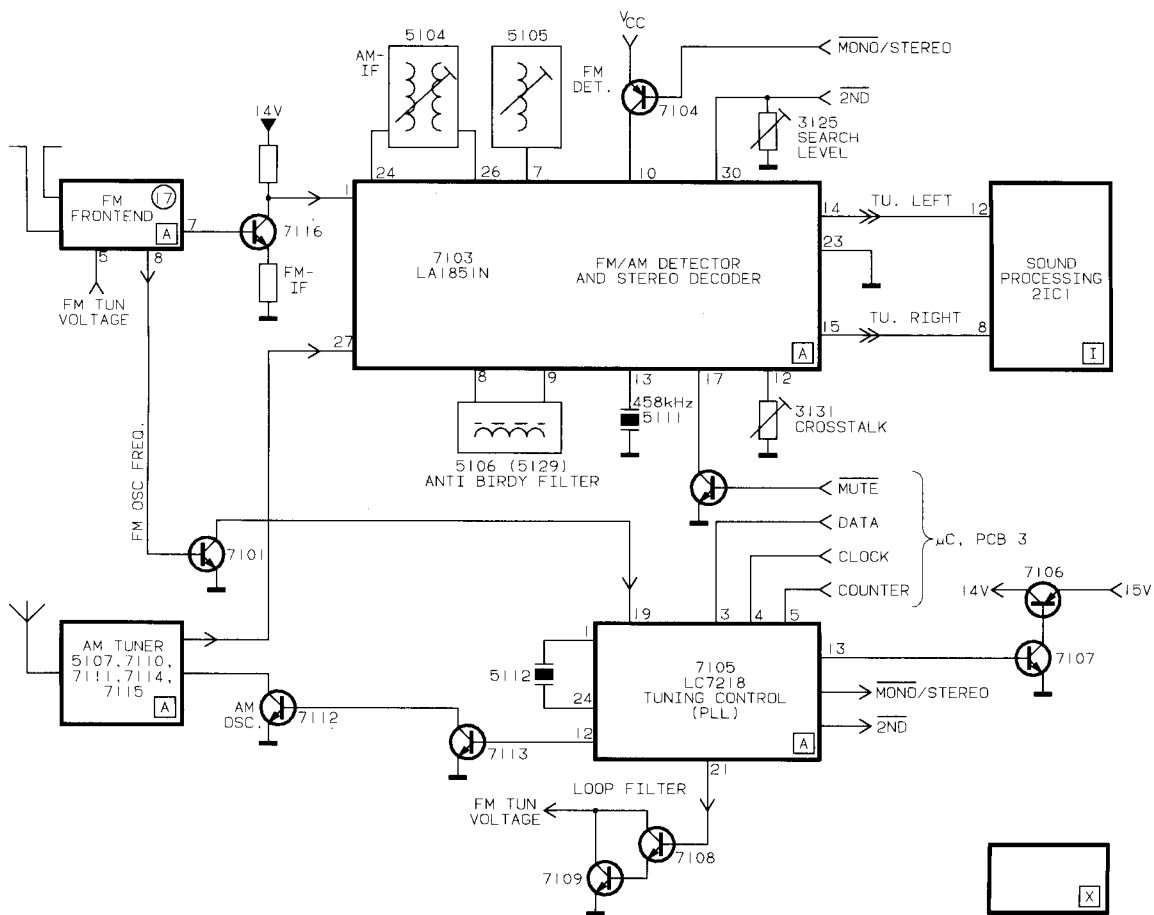 5104
5105
VCC
AM-
IF
FM
DET.
MONO/STEREO
7104
2ND
14V
3125
SEARCH
LEVEL
24
26
7
10
30
FM
FRONTEND
17
A
7
1
7116
5
8
FM-
IF
FM TUN
VOLTAGE
7103
LA1851N
FM/AM DETECTOR
AND STEREO DECODER
14
TU. LEFT
12
23
SOUND
PROCESSING
2IC1
TU. RIGHT
15
8
A
I
27
8
9
13
17
12
458kHz
5111
3131
CROSSTALK
5106 (5129)
ANTI BIRDY FILTER
FM OSC FREQ.
MUTE
DATA
CLOCK
COUNTER
µC, PCB 3
7101
7106
14V
15V
7107
19
3
4
5
1
13
AM TUNER
5107,7110,
7111,7114,
7115
A
AM
OSC.
7112
7113
5112
24
12
7105
LC7218
TUNING CONTROL
(PLL)
A
MONO/STEREO
2ND
21
LOOP FILTER
FM TUN
VOLTAGE
7108
7109
X